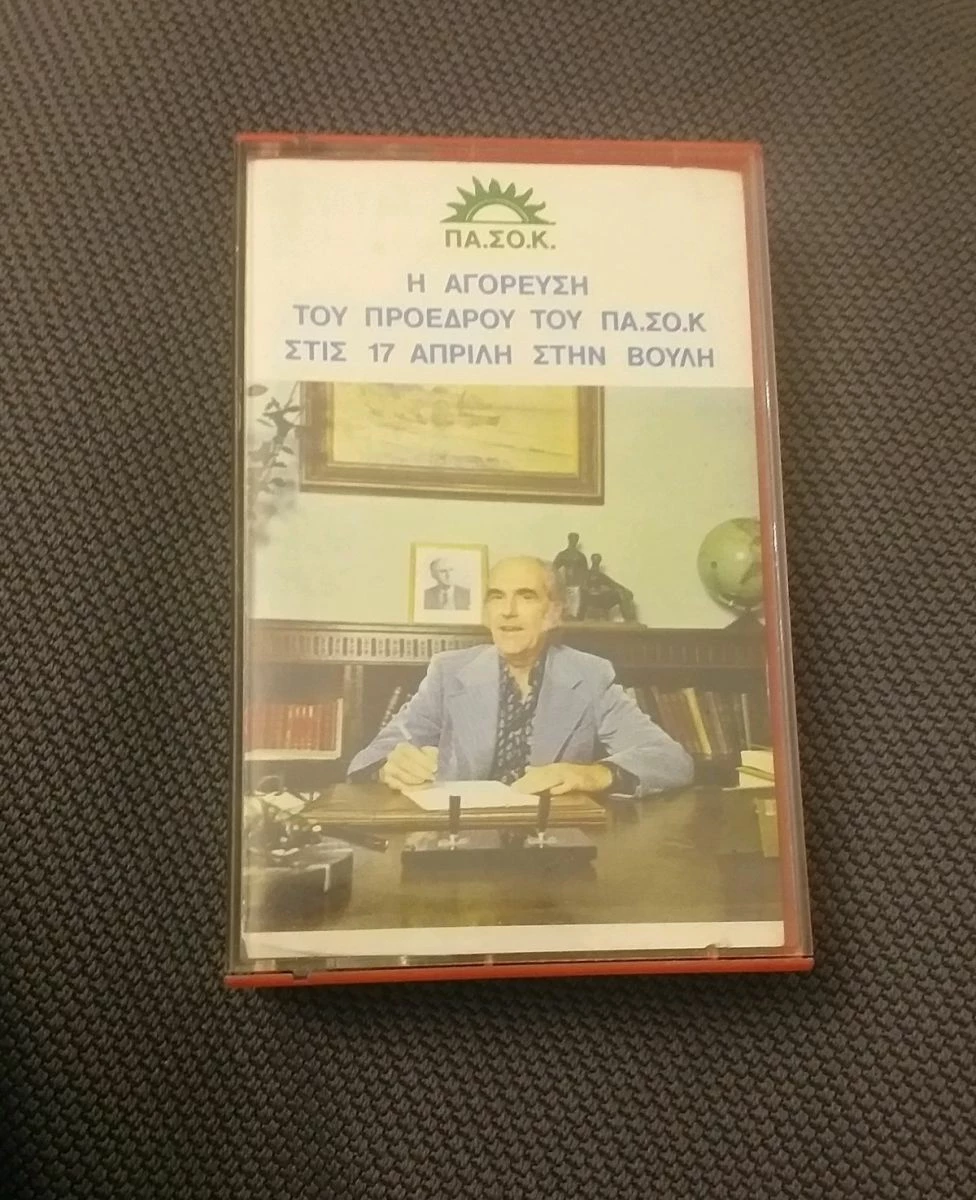 ΠΑ.ΣΟ.Κ.
Η ΑΓΟΡΕΥΣΗ
ΤΟΥ ΠΡΟΕΔΡΟΥ ΤΟΥ ΠΑ.ΣΟ.Κ
ΣΤΙΣ 17 ΑΠΡΙΛΗ ΣΤΗΝ ΒΟΥΛΗ